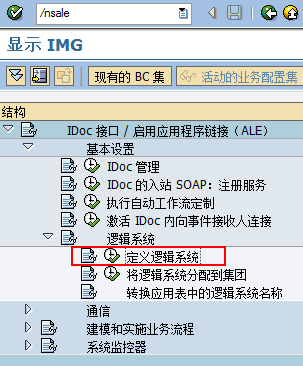 /nsale
显示 IMG
现有的 BC 集
活动的业务配置集
结构
IDoc 接口 / 启用应用程序链接（ALE）
基本设置
IDoc 管理
IDoc 的入站 SOAP：注册服务
执行自动工作流定制
激活 IDoc 内向事件接收人连接
逻辑系统
定义逻辑系统
将逻辑系统分配到集团
转换应用表中的逻辑系统名称
通信
建模和实施业务流程
系统监控器